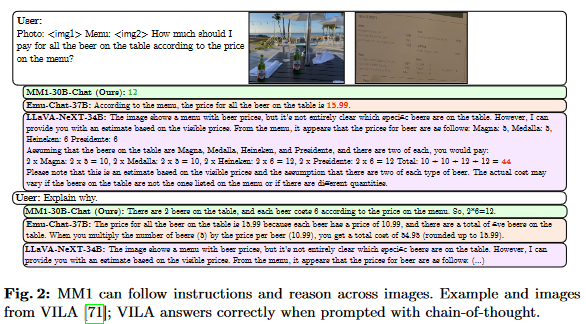 User:
Photo: <img1> Menu: <img2> How much should I
pay for all the beer on the table according to the price
on the menu?
MM1-30B-Chat (Ours): 12
Emu-Chat-37B: According to the menu, the price for all the beer on the table is 15.99.
LLaVA-NeXT-34B: The image shows a menu with beer prices, but it's not entirely clear which specific beers are on the table. However, I can
provide you with an estimate based on the visible prices. From the menu, it appears that the prices for beer are as follows: Magna: 5, Medalla: 5,
Heineken: 6 Presidente: 6
Assuming that the beers on the table are Magna, Medalla, Heineken, and Presidente, and there are two of each, you would pay:
2 x Magna: 2 x 5 = 10, 2 x Medalla: 2 x 5 = 10, 2 x Heineken: 2 x 6 = 12, 2 x Presidente: 2 x 6 = 12 Total: 10 + 10 + 12 + 12 = 44
Please note that this is an estimate based on the visible prices and the assumption that there are two of each type of beer. The actual cost may
vary if the beers on the table are not the ones listed on the menu or if there are different quantities.
User: Explain why.
MM1-30B-Chat (Ours): There are 2 beers on the table, and each beer costs 6 according to the price on the menu. So, 2*6=12.
Emu-Chat-37B: The price for all the beer on the table is 15.99 because each beer has a price of 10.99, and there are a total of five beers on the
table. When you multiply the number of beers (5) by the price per beer (10.99), you get a total cost of 54.95 (rounded up to 15.99).
LLaVA-NeXT-34B: The image shows a menu with beer prices, but it's not entirely clear which specific beers are on the table. However, I can
provide you with an estimate based on the visible prices. From the menu, it appears that the prices for beer are as follows: (...)
Fig. 2: MM1 can follow instructions and reason across images. Example and images
from VILA [71]; VILA answers correctly when prompted with chain-of-thought.